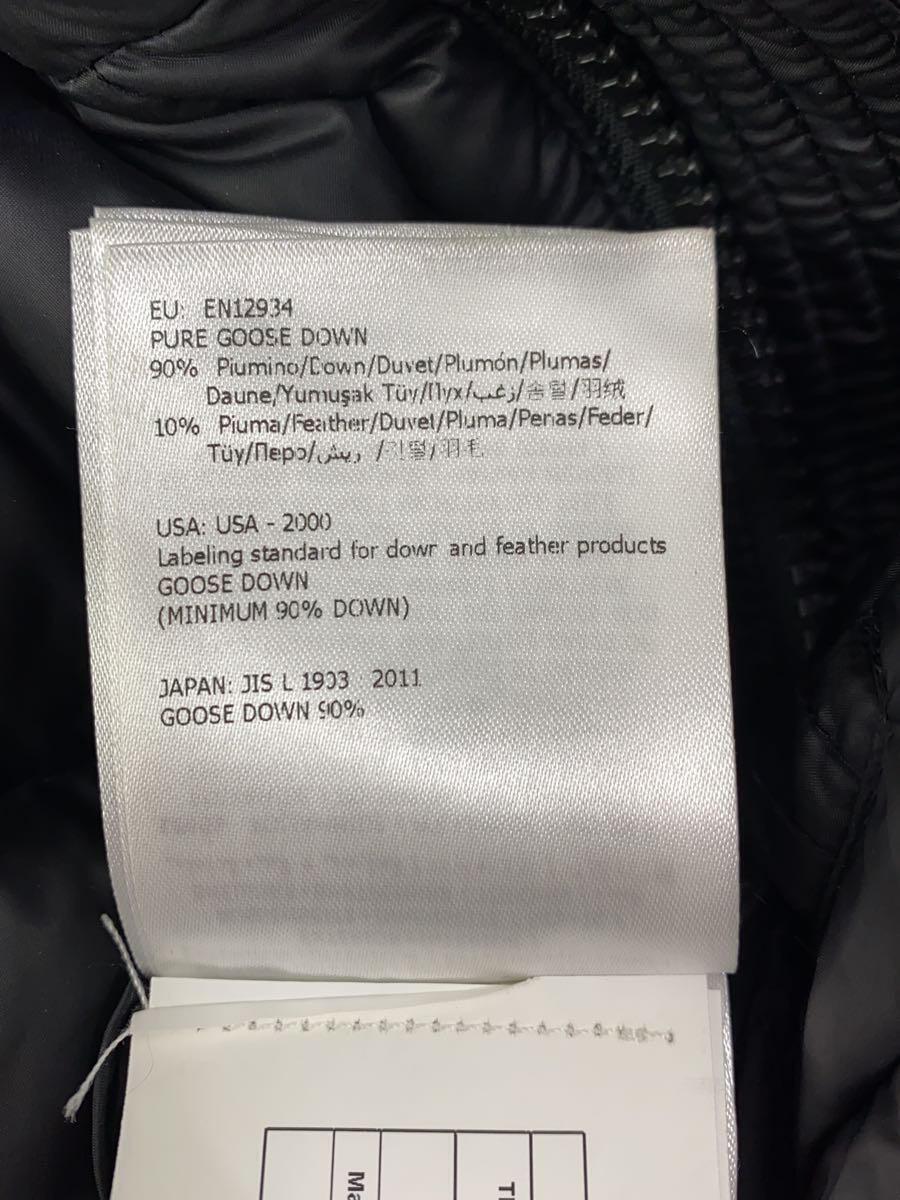 EU: EN12934
PURE GOOSE DOWN
90% Piumino/Down/Duvet/Plumón/Plumas/
Daune/Yumuşak Tüy/Пух/زغب/솜털/羽绒
10% Piuma/Feather/Duvet/Pluma/Penas/Feder/
Tüy/Перо/ريش/깃털/羽毛
USA: USA - 2000
Labeling standard for down and feather products
GOOSE DOWN
(MINIMUM 90% DOWN)
JAPAN: JIS L 1903 2011
GOOSE DOWN 90%